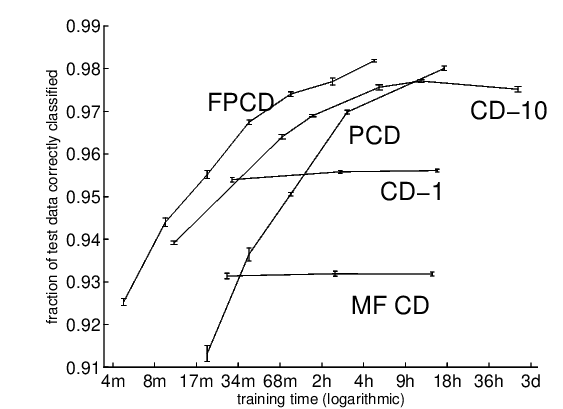 0.99
0.98
0.97
0.96
0.95
0.94
0.93
0.92
0.91
fraction of test data correctly classified
FPCD
CD−10
PCD
CD−1
MF CD
4m 8m 17m 34m 68m 2h 4h 9h 18h 36h 3d
training time (logarithmic)